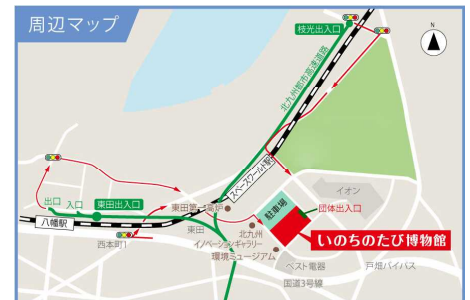 周辺マップ
N
枝光出入口
北九州都市高速道路
スペースワールド駅
イオン
駐車場
団体出入口
いのちのたび博物館
東田第一高炉
東田
北九州
イノベーションギャラリー
環境ミュージアム
出口
入口
東田出入口
八幡駅
西本町1
ベスト電器
戸畑バイパス
国道3号線